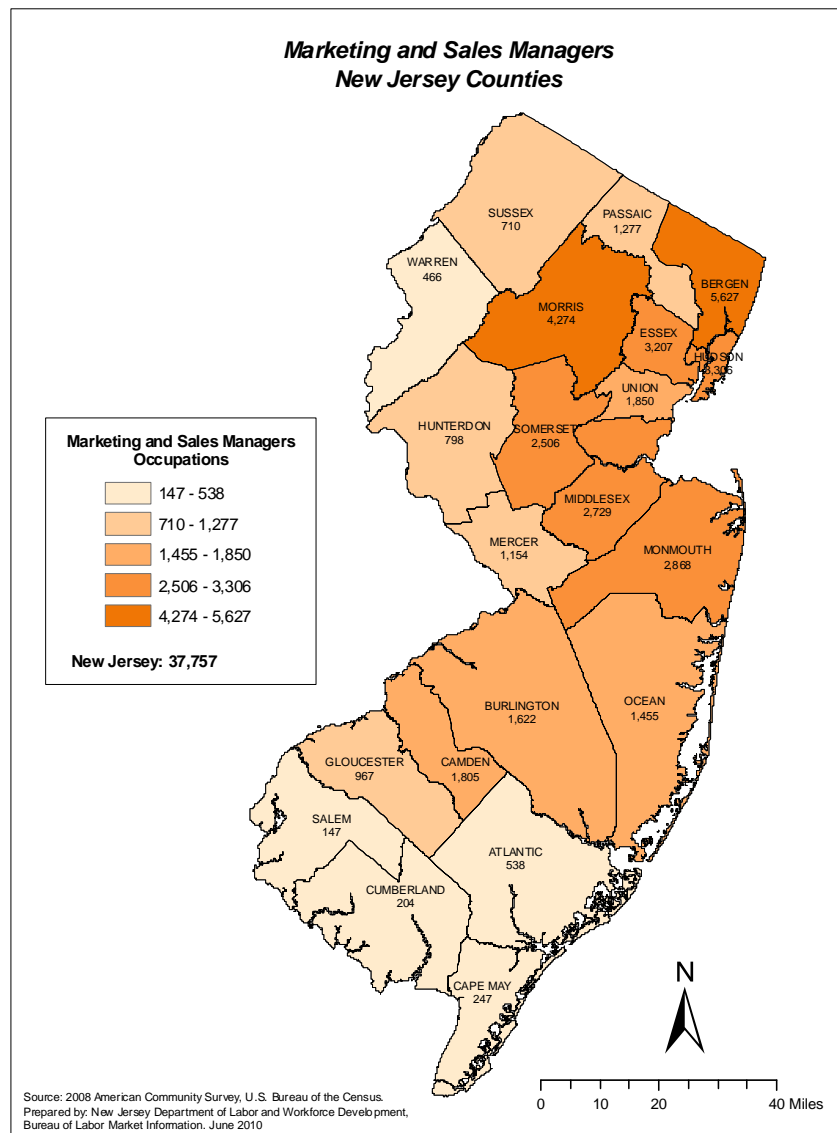 Marketing and Sales Managers
New Jersey Counties
SUSSEX
710
PASSAIC
1,277
WARREN
466
BERGEN
5,627
MORRIS
4,274
ESSEX
3,207
HUDSON
3,306
UNION
1,850
HUNTERDON
798
SOMERSET
2,506
MIDDLESEX
2,729
MERCER
1,154
MONMOUTH
2,868
Marketing and Sales Managers
Occupations
147 - 538
710 - 1,277
1,455 - 1,850
2,506 - 3,306
4,274 - 5,627
New Jersey: 37,757
BURLINGTON
1,622
OCEAN
1,455
GLOUCESTER
967
CAMDEN
1,805
SALEM
147
ATLANTIC
538
CUMBERLAND
204
CAPE MAY
247
N
0 10 20 40 Miles
Source: 2008 American Community Survey, U.S. Bureau of the Census.
Prepared by: New Jersey Department of Labor and Workforce Development,
Bureau of Labor Market Information, June 2010